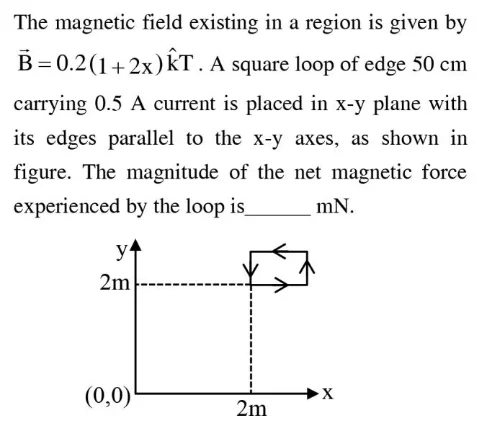 The magnetic field existing in a region is given by
$\vec{B} = 0.2(1+2x)\hat{k}T$. A square loop of edge 50 cm
carrying 0.5 A current is placed in x-y plane with
its edges parallel to the x-y axes, as shown in
figure. The magnitude of the net magnetic force
experienced by the loop is______ mN.
y
2m
(0,0)
x
2m